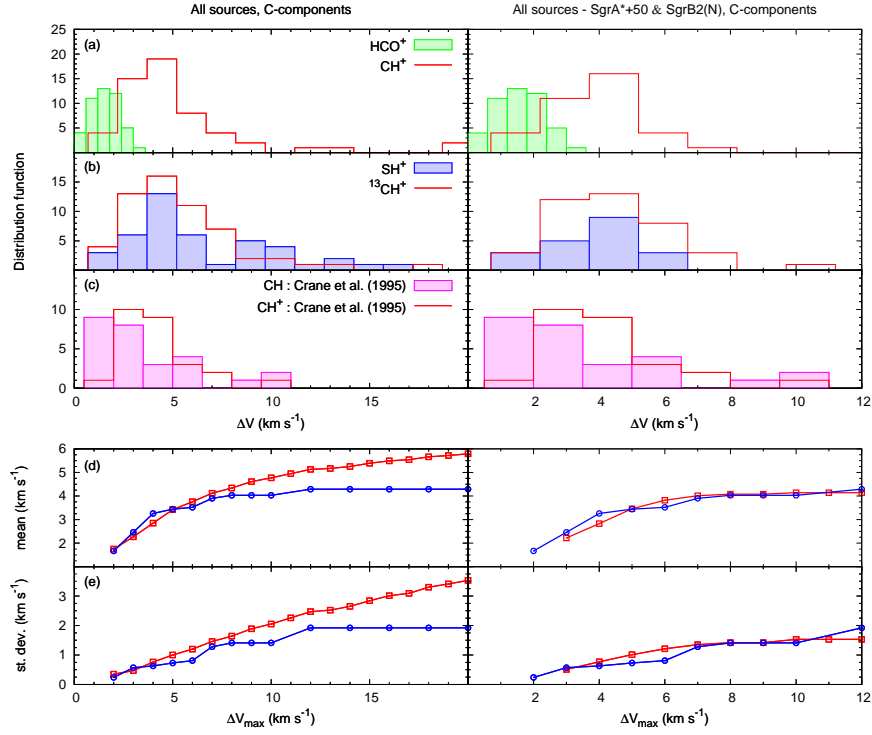 All sources, C-components
All sources - SgrA*+50 & SgrB2(N), C-components
Distribution function
(a)
HCO⁺
CH⁺
25
20
15
10
5
(b)
SH⁺
¹³CH⁺
15
10
5
(c)
CH : Crane et al. (1995)
CH⁺ : Crane et al. (1995)
10
5
0
0 5 10 15
2 4 6 8 10 12
ΔV (km s⁻¹)
ΔV (km s⁻¹)
mean (km s⁻¹)
(d)
6
5
4
3
2
st. dev. (km s⁻¹)
(e)
3
2
1
0
0 5 10 15
2 4 6 8 10 12
ΔVmax (km s⁻¹)
ΔVmax (km s⁻¹)